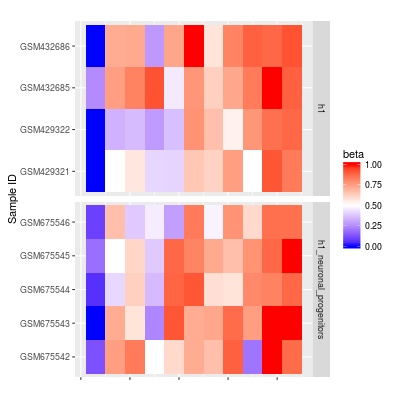 GSM432686
GSM432685
GSM429322
GSM429321
h1
GSM675546
GSM675545
GSM675544
GSM675543
GSM675542
h1_neuronal_progenitors
Sample ID
beta
1.00
0.75
0.50
0.25
0.00